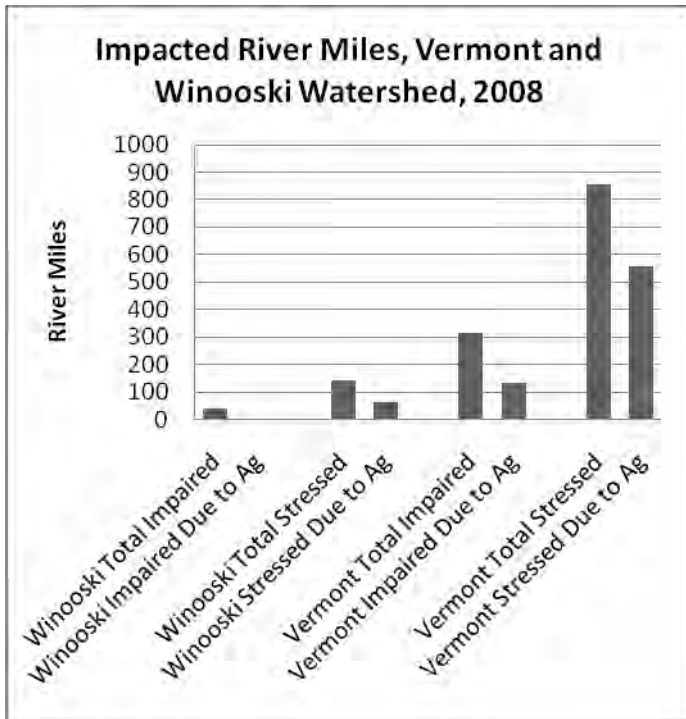 Impacted River Miles, Vermont and
Winooski Watershed, 2008
River Miles
1000
900
800
700
600
500
400
300
200
100
0
Winooski Total Impaired
Winooski Impaired Due to Ag
Winooski Total Stressed
Winooski Stressed Due to Ag
Vermont Total Impaired
Vermont Impaired Due to Ag
Vermont Total Stressed
Vermont Stressed Due to Ag